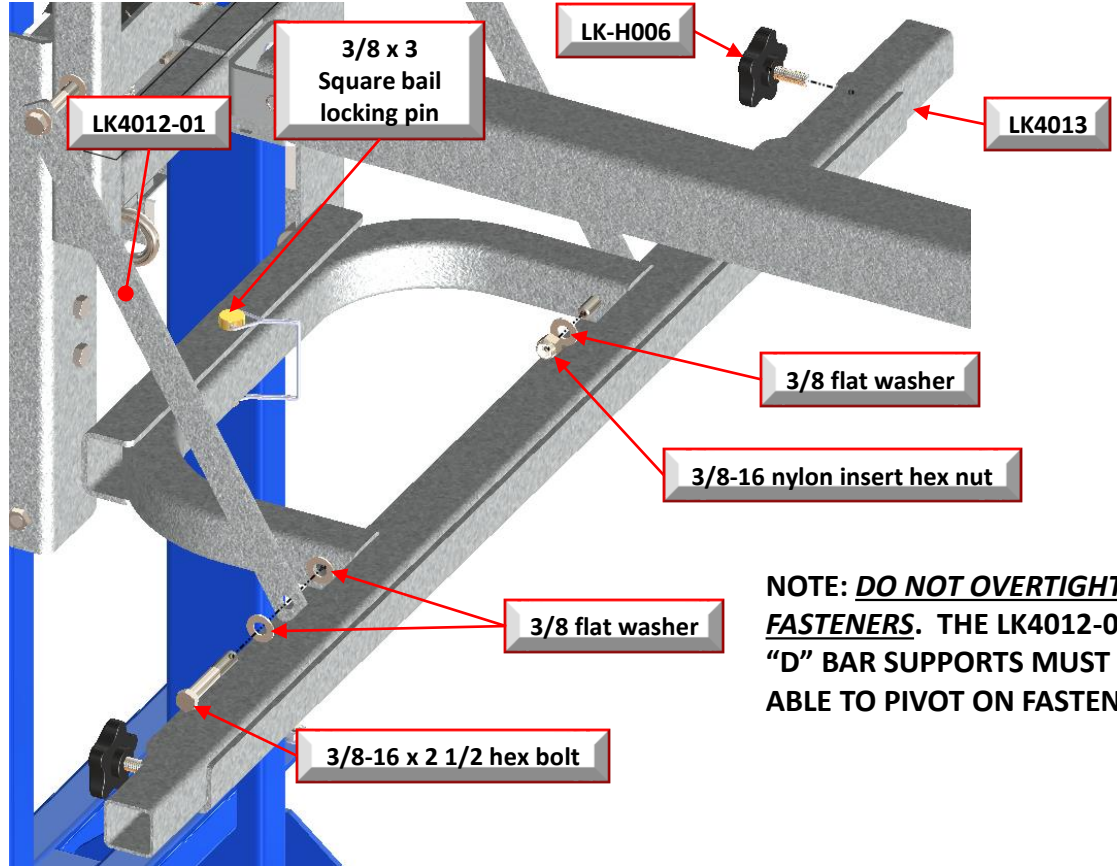 LK-H006
3/8 x 3
Square bail
locking pin
LK4012-01
LK4013
3/8 flat washer
3/8-16 nylon insert hex nut
3/8 flat washer
3/8-16 x 2 1/2 hex bolt
NOTE: DO NOT OVERTIGHT
FASTENERS. THE LK4012-0
“D” BAR SUPPORTS MUST
ABLE TO PIVOT ON FASTEN